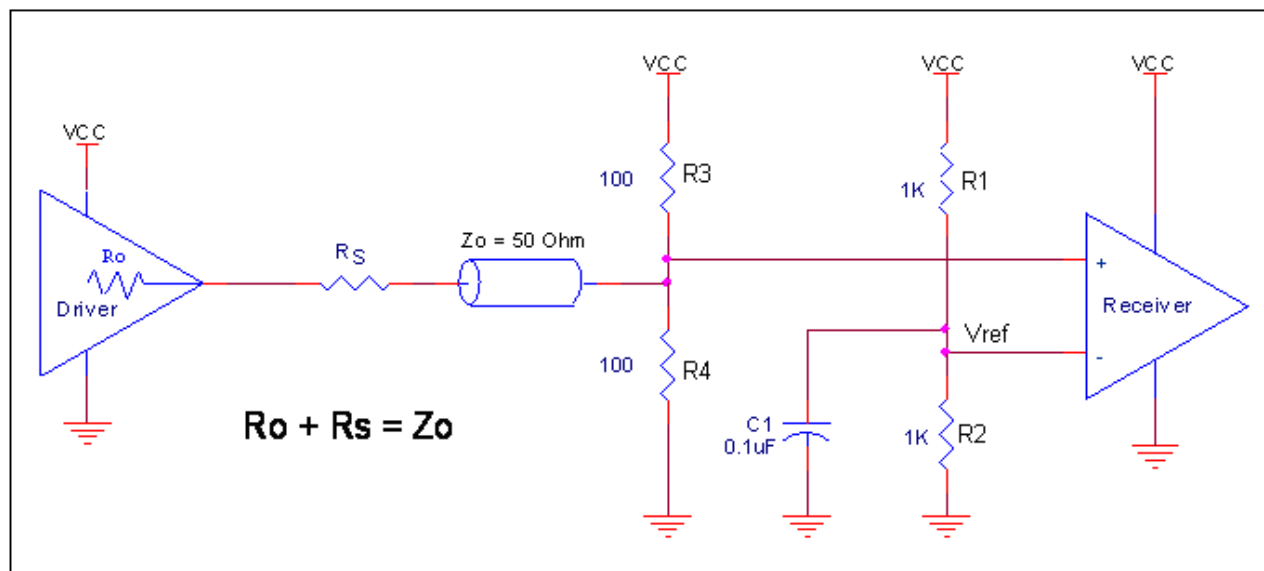 VCC
VCC
VCC
VCC
Ro
Driver
RS
Zo = 50 Ohm
100
R3
1K
R1
+
Receiver
-
Vref
100
R4
C1
0.1uF
1K
R2
Ro + Rs = Zo